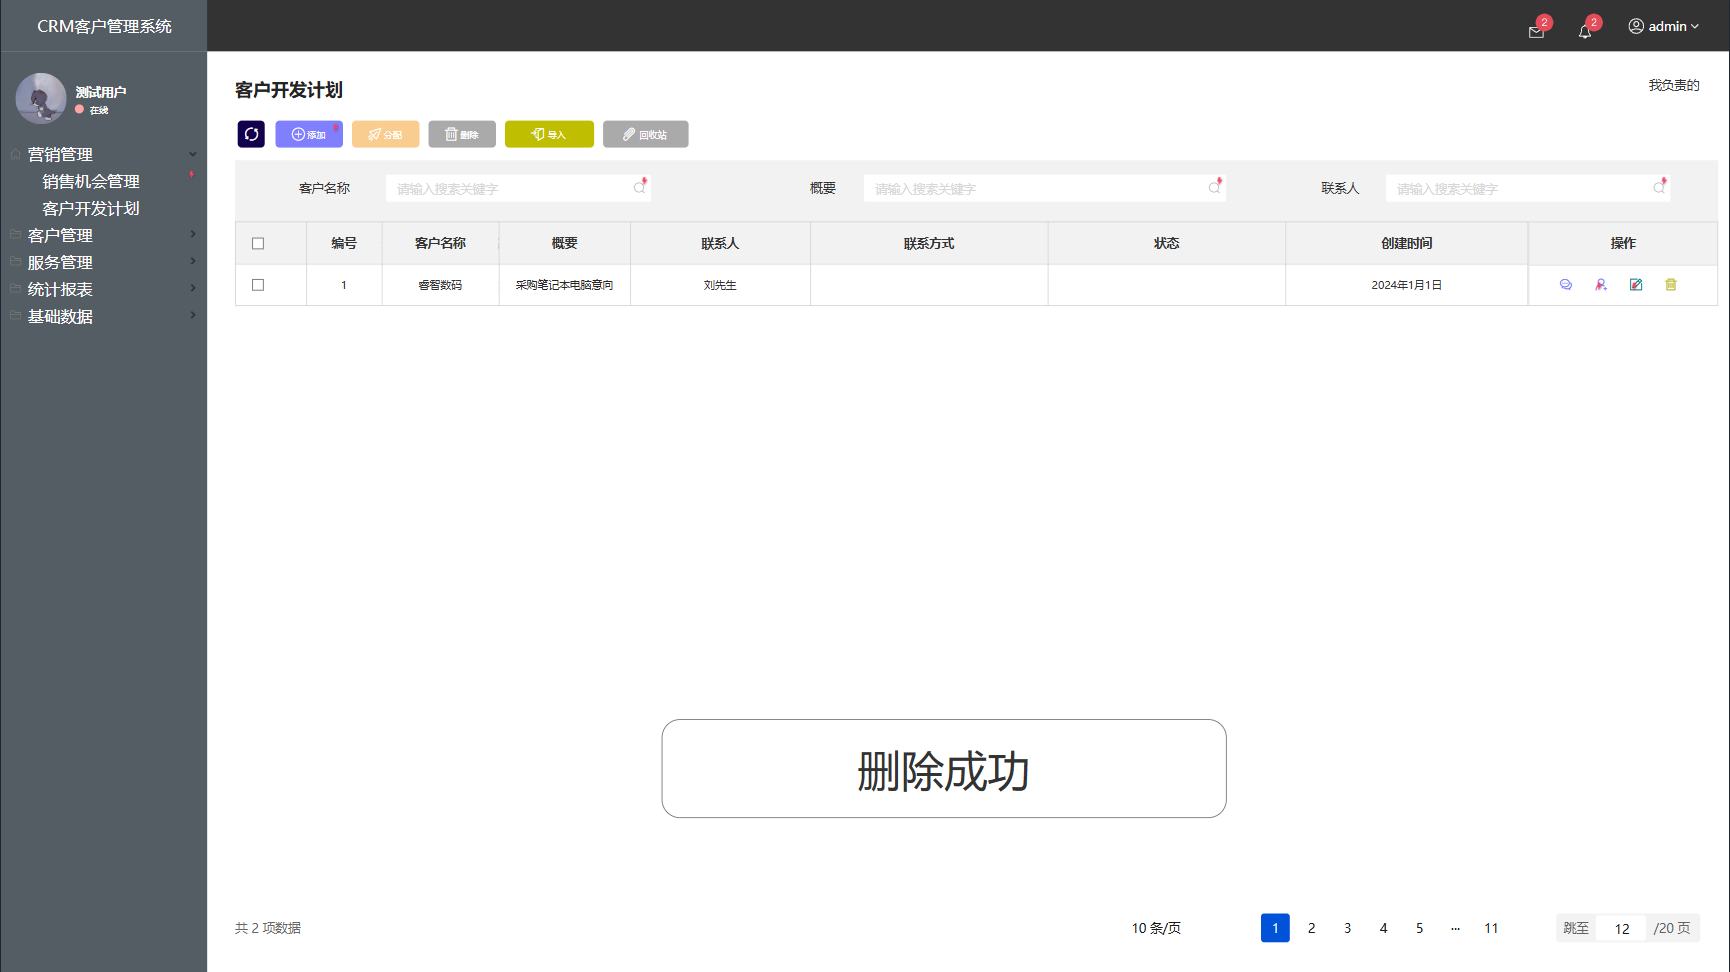 CRM客户管理系统
2
2
admin
测试用户
在线
营销管理
销售机会管理
客户开发计划
客户管理
服务管理
统计报表
基础数据
客户开发计划
我负责的
添加
分配
删除
导入
回收站
客户名称 请输入搜索关键字 概要 请输入搜索关键字 联系人 请输入搜索关键字
编号 客户名称 概要 联系人 联系方式 状态 创建时间 操作
1 睿智数码 采购笔记本电脑意向 刘先生 2024年1月1日
删除成功
共 2 项数据 10 条/页 1 2 3 4 5 ··· 11 跳至 12 /20 页